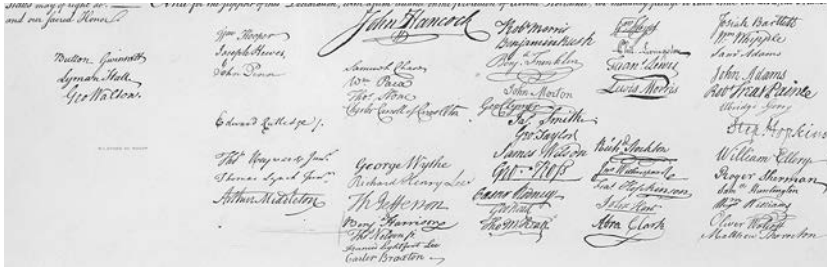 and our sacred Honor.
Button Gwinnett
Lyman Hall
Geo Walton.
Wm Hooper
Joseph Hewes,
John Penn
Edward Rutledge /.
Thos Heyward Junr.
Thomas Lynch Junr.
Arthur Middleton
John Hancock
Samuel Chase
Wm Paca
Thos. Stone
Charles Carroll of Carrollton
George Wythe
Richard Henry Lee
Th Jefferson
Benja Harrison
Thos Nelson jr.
Francis Lightfoot Lee
Carter Braxton
Robt Morris
Benjamin Rush
Benja. Franklin
John Morton
Geo Clymer
Jas. Smith
Geo. Taylor
James Wilson
Geo. Ross
Caesar Rodney
Geo Read
Tho M:Kean
Wm Floyd
Phil. Livingston
Frans. Lewis
Lewis Morris
Richd. Stockton
Jno Witherspoon
Fras. Hopkinson
John Hart
Abra Clark
Josiah Bartlett
Wm Whipple
Saml Adams
John Adams
Robt Treat Paine
Elbridge Gerry
Step. Hopkins
William Ellery
Roger Sherman
Saml Huntington
Wm Williams
Oliver Wolcott
Matthew Thornton